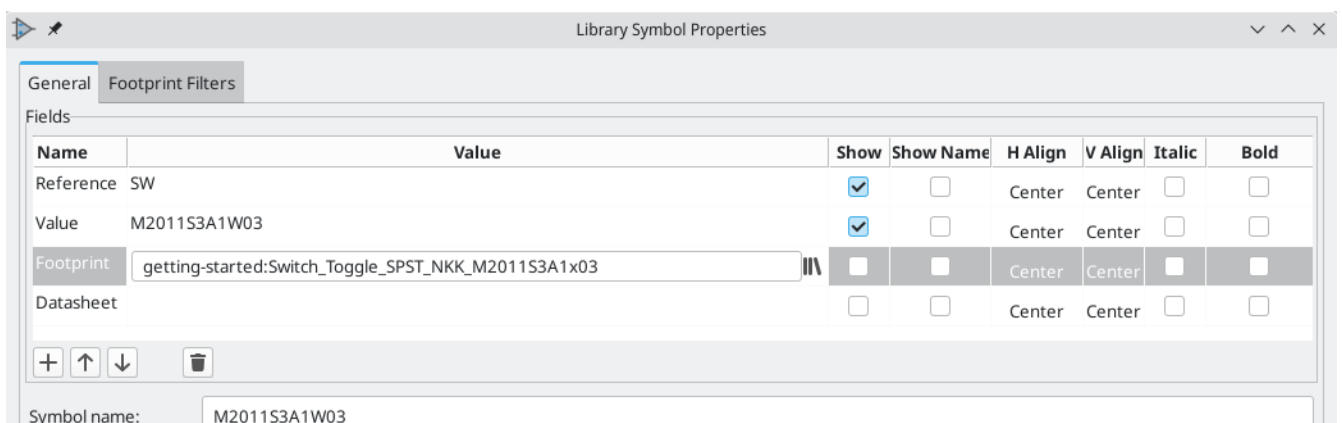 Library Symbol Properties
General Footprint Filters
Fields
Name Value Show Show Name H Align V Align Italic Bold
Reference SW Center Center
Value M2011S3A1W03 Center Center
Footprint getting-started:Switch_Toggle_SPST_NKK_M2011S3A1x03 Center Center
Datasheet Center Center
Symbol name: M2011S3A1W03